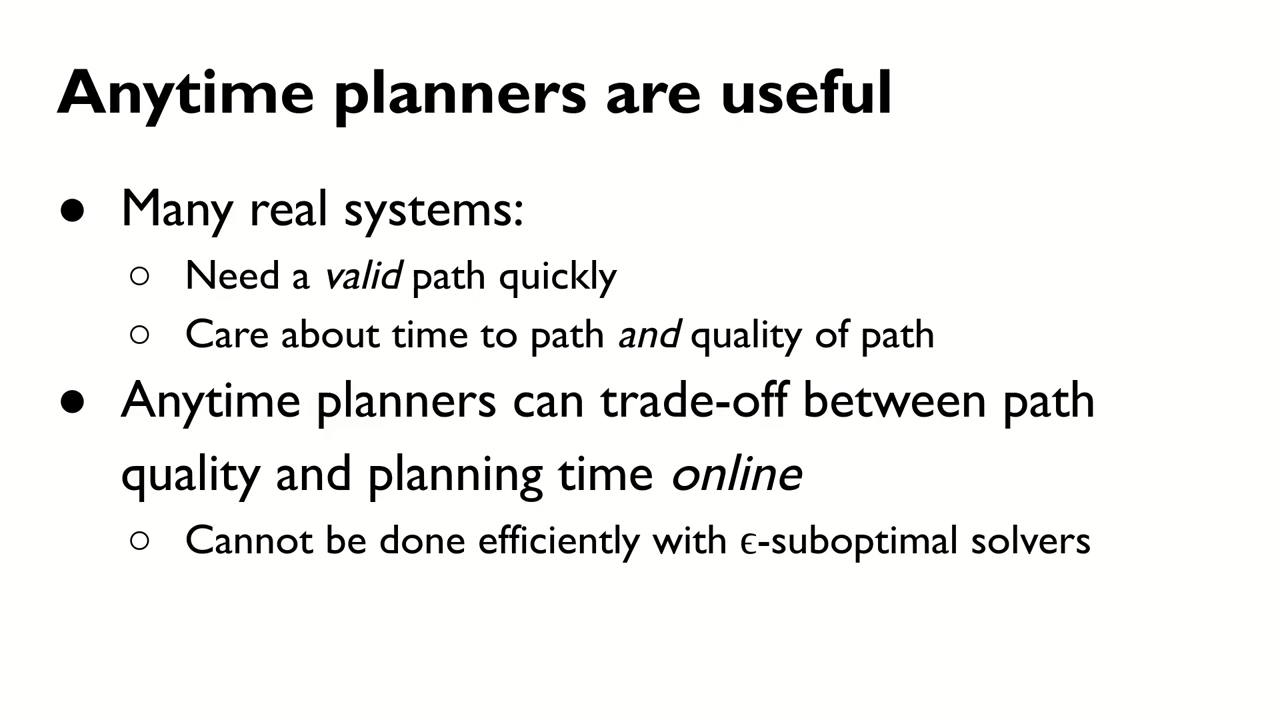 Anytime planners are useful
● Many real systems:
○ Need a valid path quickly
○ Care about time to path and quality of path
● Anytime planners can trade-off between path
quality and planning time online
○ Cannot be done efficiently with ϵ-suboptimal solvers